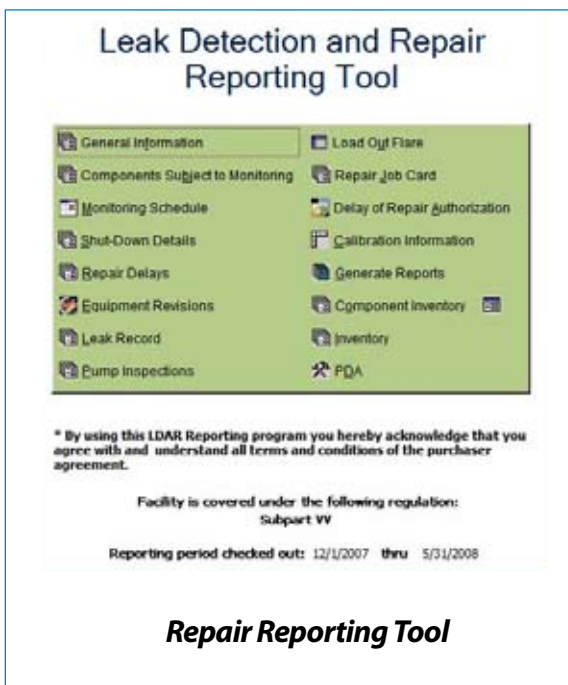 Leak Detection and Repair
Reporting Tool
General Information
Components Subject to Monitoring
Monitoring Schedule
Shut-Down Details
Repair Delays
Equipment Revisions
Leak Record
Pump Inspections
Load Out Flare
Repair Job Card
Delay of Repair Authorization
Calibration Information
Generate Reports
Component Inventory
Inventory
PDA
* By using this LDAR Reporting program you hereby acknowledge that you
agree with and understand all terms and conditions of the purchaser
agreement.
Facility is covered under the following regulation:
Subpart VV
Reporting period checked out: 12/1/2007 thru 5/31/2008
Repair Reporting Tool